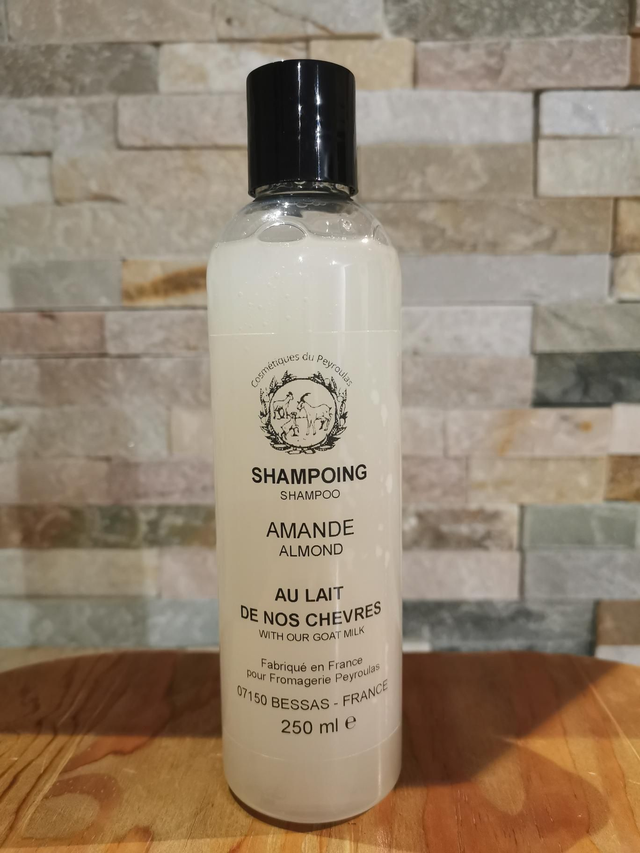 Cosmétiques du Peyroulas
SHAMPOING
SHAMPOO
AMANDE
ALMOND
AU LAIT
DE NOS CHEVRES
WITH OUR GOAT MILK
Fabriqué en France
pour Fromagerie Peyroulas
07150 BESSAS - FRANCE
250 ml ℮